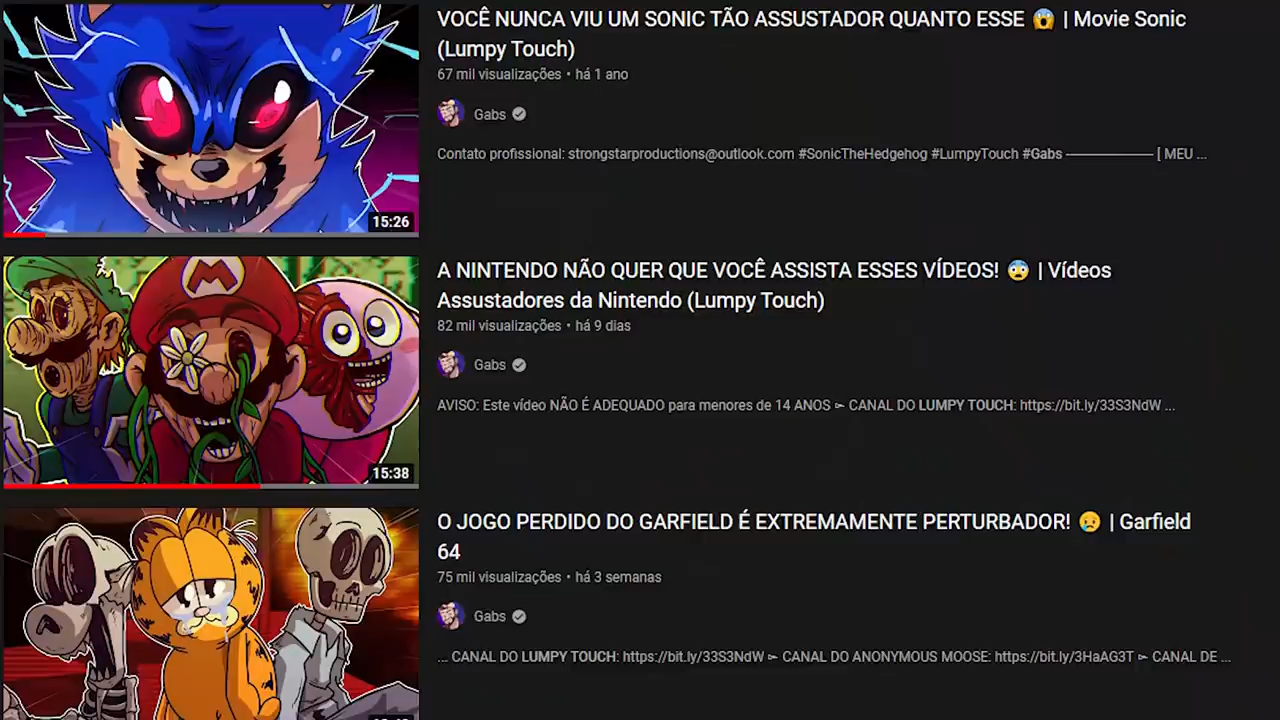 VOCÊ NUNCA VIU UM SONIC TÃO ASSUSTADOR QUANTO ESSE 😱 | Movie Sonic
(Lumpy Touch)
67 mil visualizações • há 1 ano
Gabs
Contato profissional: strongstarproductions@outlook.com #SonicTheHedgehog #LumpyTouch #Gabs ——————— [ MEU ...
15:26
A NINTENDO NÃO QUER QUE VOCÊ ASSISTA ESSES VÍDEOS! 😨 | Vídeos
Assustadores da Nintendo (Lumpy Touch)
82 mil visualizações • há 9 dias
Gabs
AVISO: Este vídeo NÃO É ADEQUADO para menores de 14 ANOS ➢ CANAL DO LUMPY TOUCH: https://bit.ly/33S3NdW ...
M
15:38
O JOGO PERDIDO DO GARFIELD É EXTREMAMENTE PERTURBADOR! 😢 | Garfield
64
75 mil visualizações • há 3 semanas
Gabs
... CANAL DO LUMPY TOUCH: https://bit.ly/33S3NdW ➢ CANAL DO ANONYMOUS MOOSE: https://bit.ly/3HaAG3T ➢ CANAL DE ...